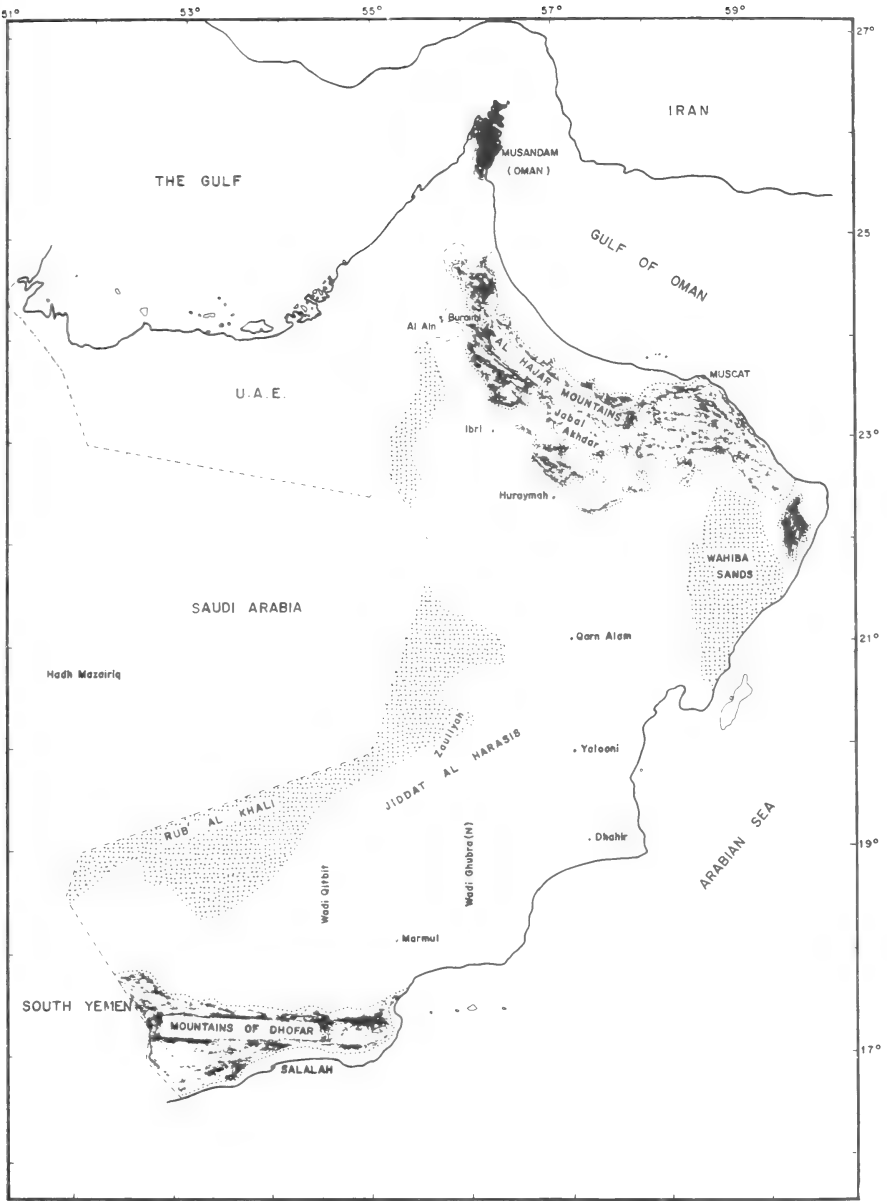 51° 53° 55° 57° 59°
27°
IRAN
MUSANDAM
(OMAN)
THE GULF
25°
GULF OF OMAN
Buraimi
Al Ain
AL HAJAR MOUNTAINS
MUSCAT
U.A.E.
Jabal
Akhdar
Ibri
23°
Huraymah
WAHIBA
SANDS
SAUDI ARABIA
Qarn Alam
21°
Hadh Mazairiq
Zauliyah
Yalooni
JIDDAT AL HARASIS
RUB AL KHALI
ARABIAN SEA
Dhahir
19°
Wadi Qitbit
Wadi Ghubra(N)
Marmul
SOUTH YEMEN
MOUNTAINS OF DHOFAR
17°
SALALAH